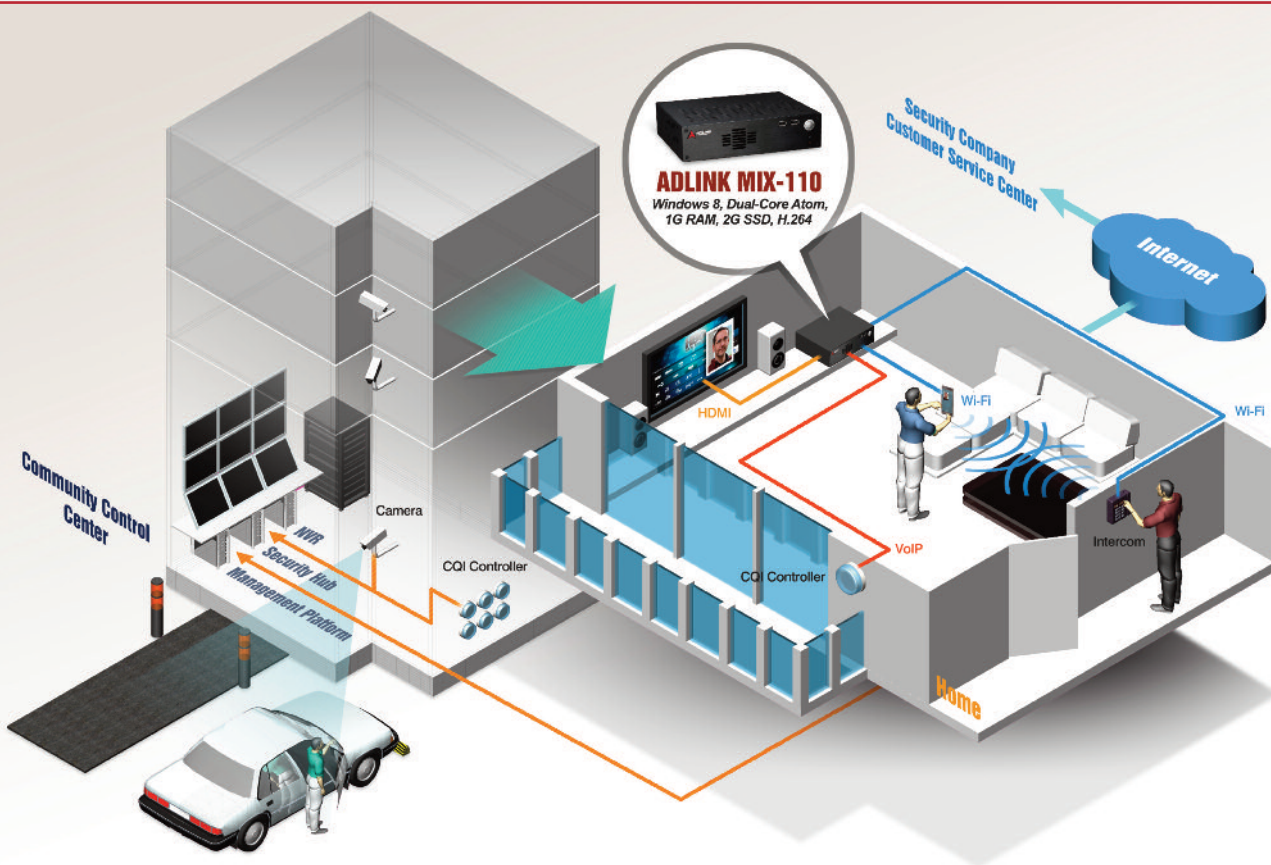 ADLINK MIX-110
Windows 8, Dual-Core Atom,
1G RAM, 2G SSD, H.264
Security Company
Customer Service Center
Internet
HDMI
Wi-Fi
Wi-Fi
Community Control
Center
Camera
NVR
Security Hub
Management Platform
CQI Controller
CQI Controller
VoIP
Intercom
Home